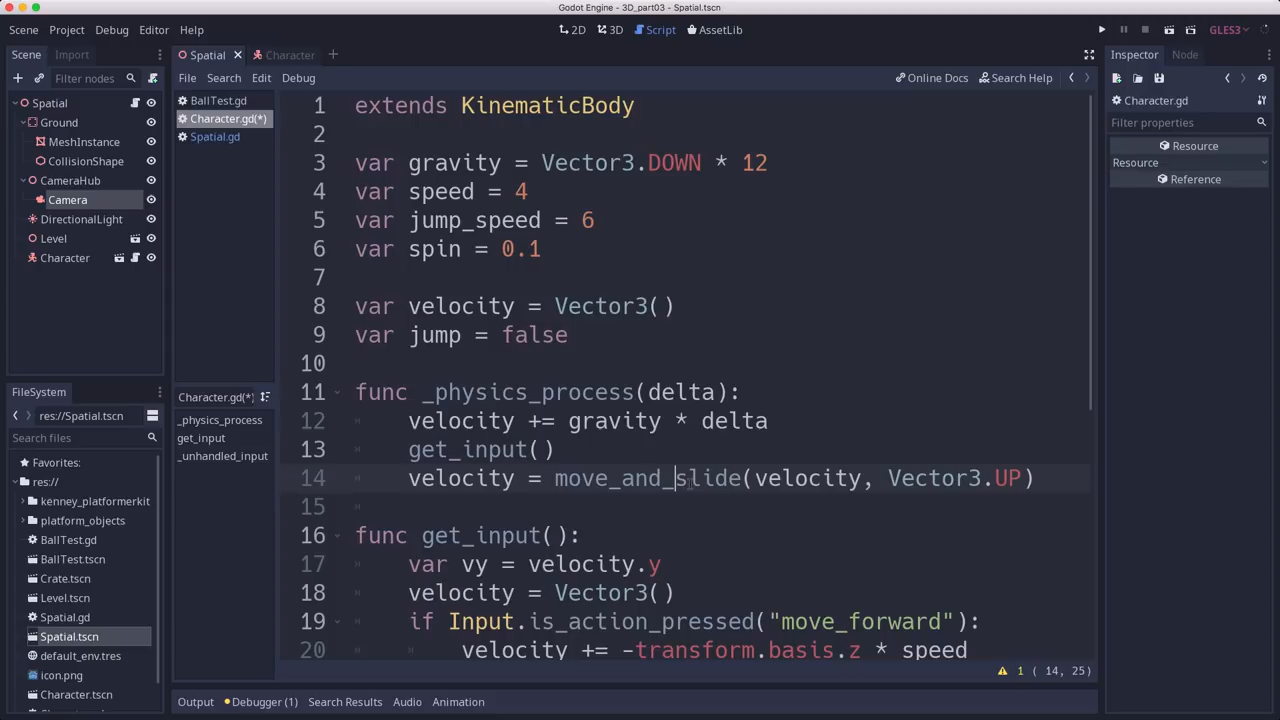 Godot Engine - 3D_part03 - Spatial.tscn
Scene Project Debug Editor Help
2D 3D Script AssetLib
GLES3
Scene Import
Filter nodes
Spatial
Ground
MeshInstance
CollisionShape
CameraHub
Camera
DirectionalLight
Level
Character
FileSystem
res://Spatial.tscn
Search files
Favorites:
res://
kenney_platformerkit
platform_objects
BallTest.gd
BallTest.tscn
Crate.tscn
Level.tscn
Spatial.gd
Spatial.tscn
default_env.tres
icon.png
Character.tscn
Spatial Character
File Search Edit Debug
Online Docs Search Help
BallTest.gd
Character.gd(*)
Spatial.gd
Character.gd(*)
_physics_process
get_input
_unhandled_input
1 extends KinematicBody
2
3 var gravity = Vector3.DOWN * 12
4 var speed = 4
5 var jump_speed = 6
6 var spin = 0.1
7
8 var velocity = Vector3()
9 var jump = false
10
11 func _physics_process(delta):
12 velocity += gravity * delta
13 get_input()
14 velocity = move_and_slide(velocity, Vector3.UP)
15
16 func get_input():
17 var vy = velocity.y
18 velocity = Vector3()
19 if Input.is_action_pressed("move_forward"):
20 velocity += -transform.basis.z * speed
1 ( 14, 25)
Output Debugger (1) Search Results Audio Animation
Inspector Node
Character.gd
Filter properties
Resource
Resource
Reference